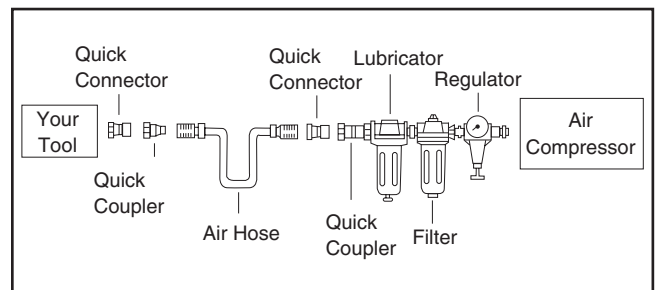 Quick
Connector
Quick
Connector
Lubricator
Regulator
Your
Tool
Air
Compressor
Quick
Coupler
Air Hose
Quick
Coupler
Filter